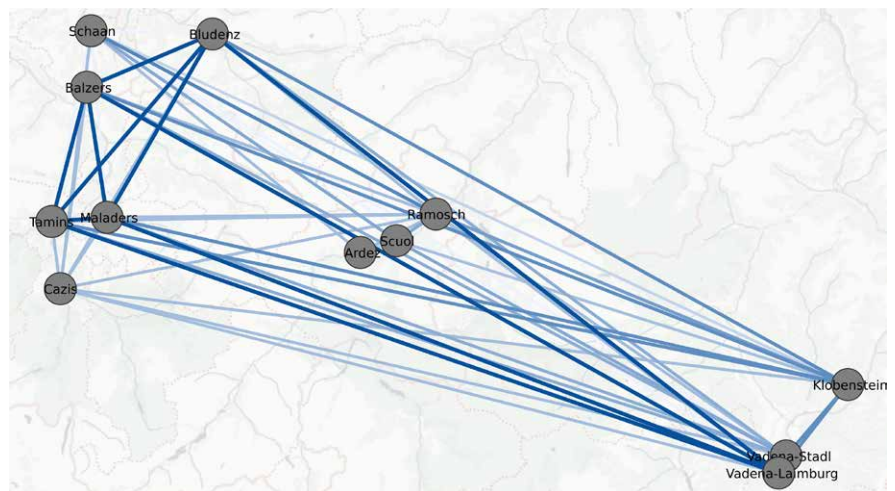 Schaan
Bludenz
Balzers
Ramosch
Tamins
Maladers
Scuol
Ardez
Cazis
Klobenstein
Vadena-Stadl
Vadena-Laimburg